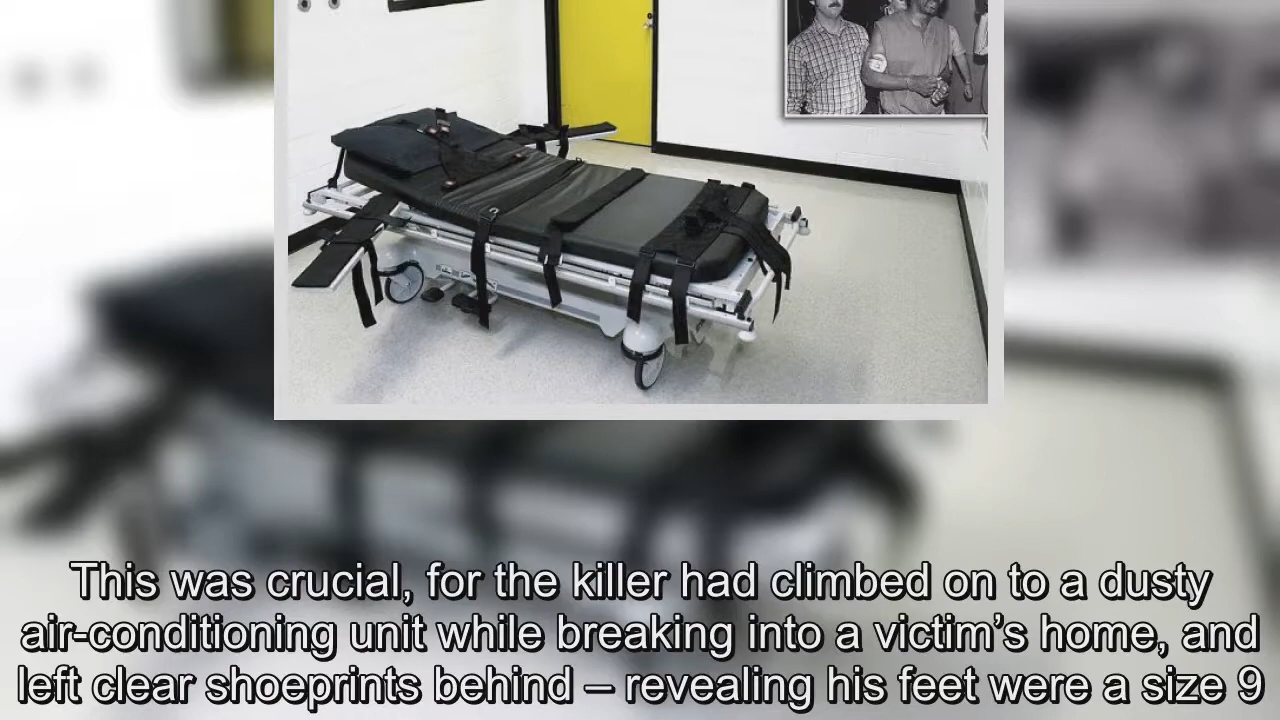 This was crucial, for the killer had climbed on to a dusty
air-conditioning unit while breaking into a victim’s home, and
left clear shoeprints behind – revealing his feet were a size 9